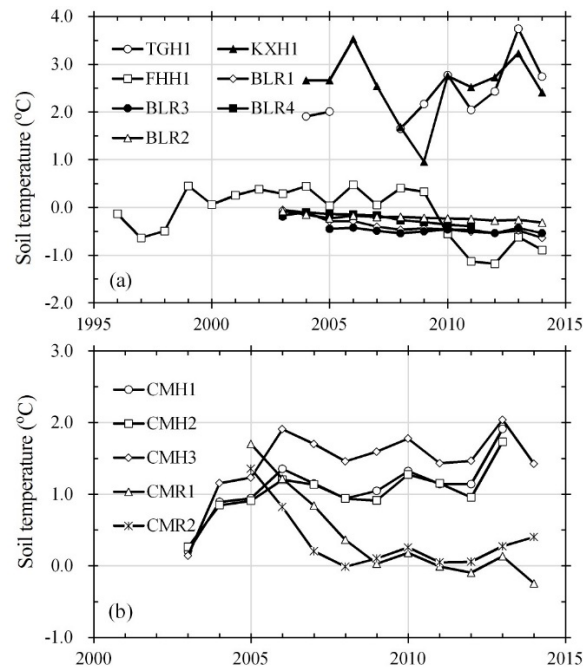 4.0
TGH1 KXH1
FHH1 BLR1
BLR3 BLR4
BLR2
3.0
2.0
1.0
0.0
-1.0
-2.0
Soil temperature (°C)
(a)
1995 2000 2005 2010 2015
3.0
CMH1
CMH2
CMH3
CMR1
CMR2
2.0
1.0
0.0
-1.0
Soil temperature (°C)
(b)
2000 2005 2010 2015